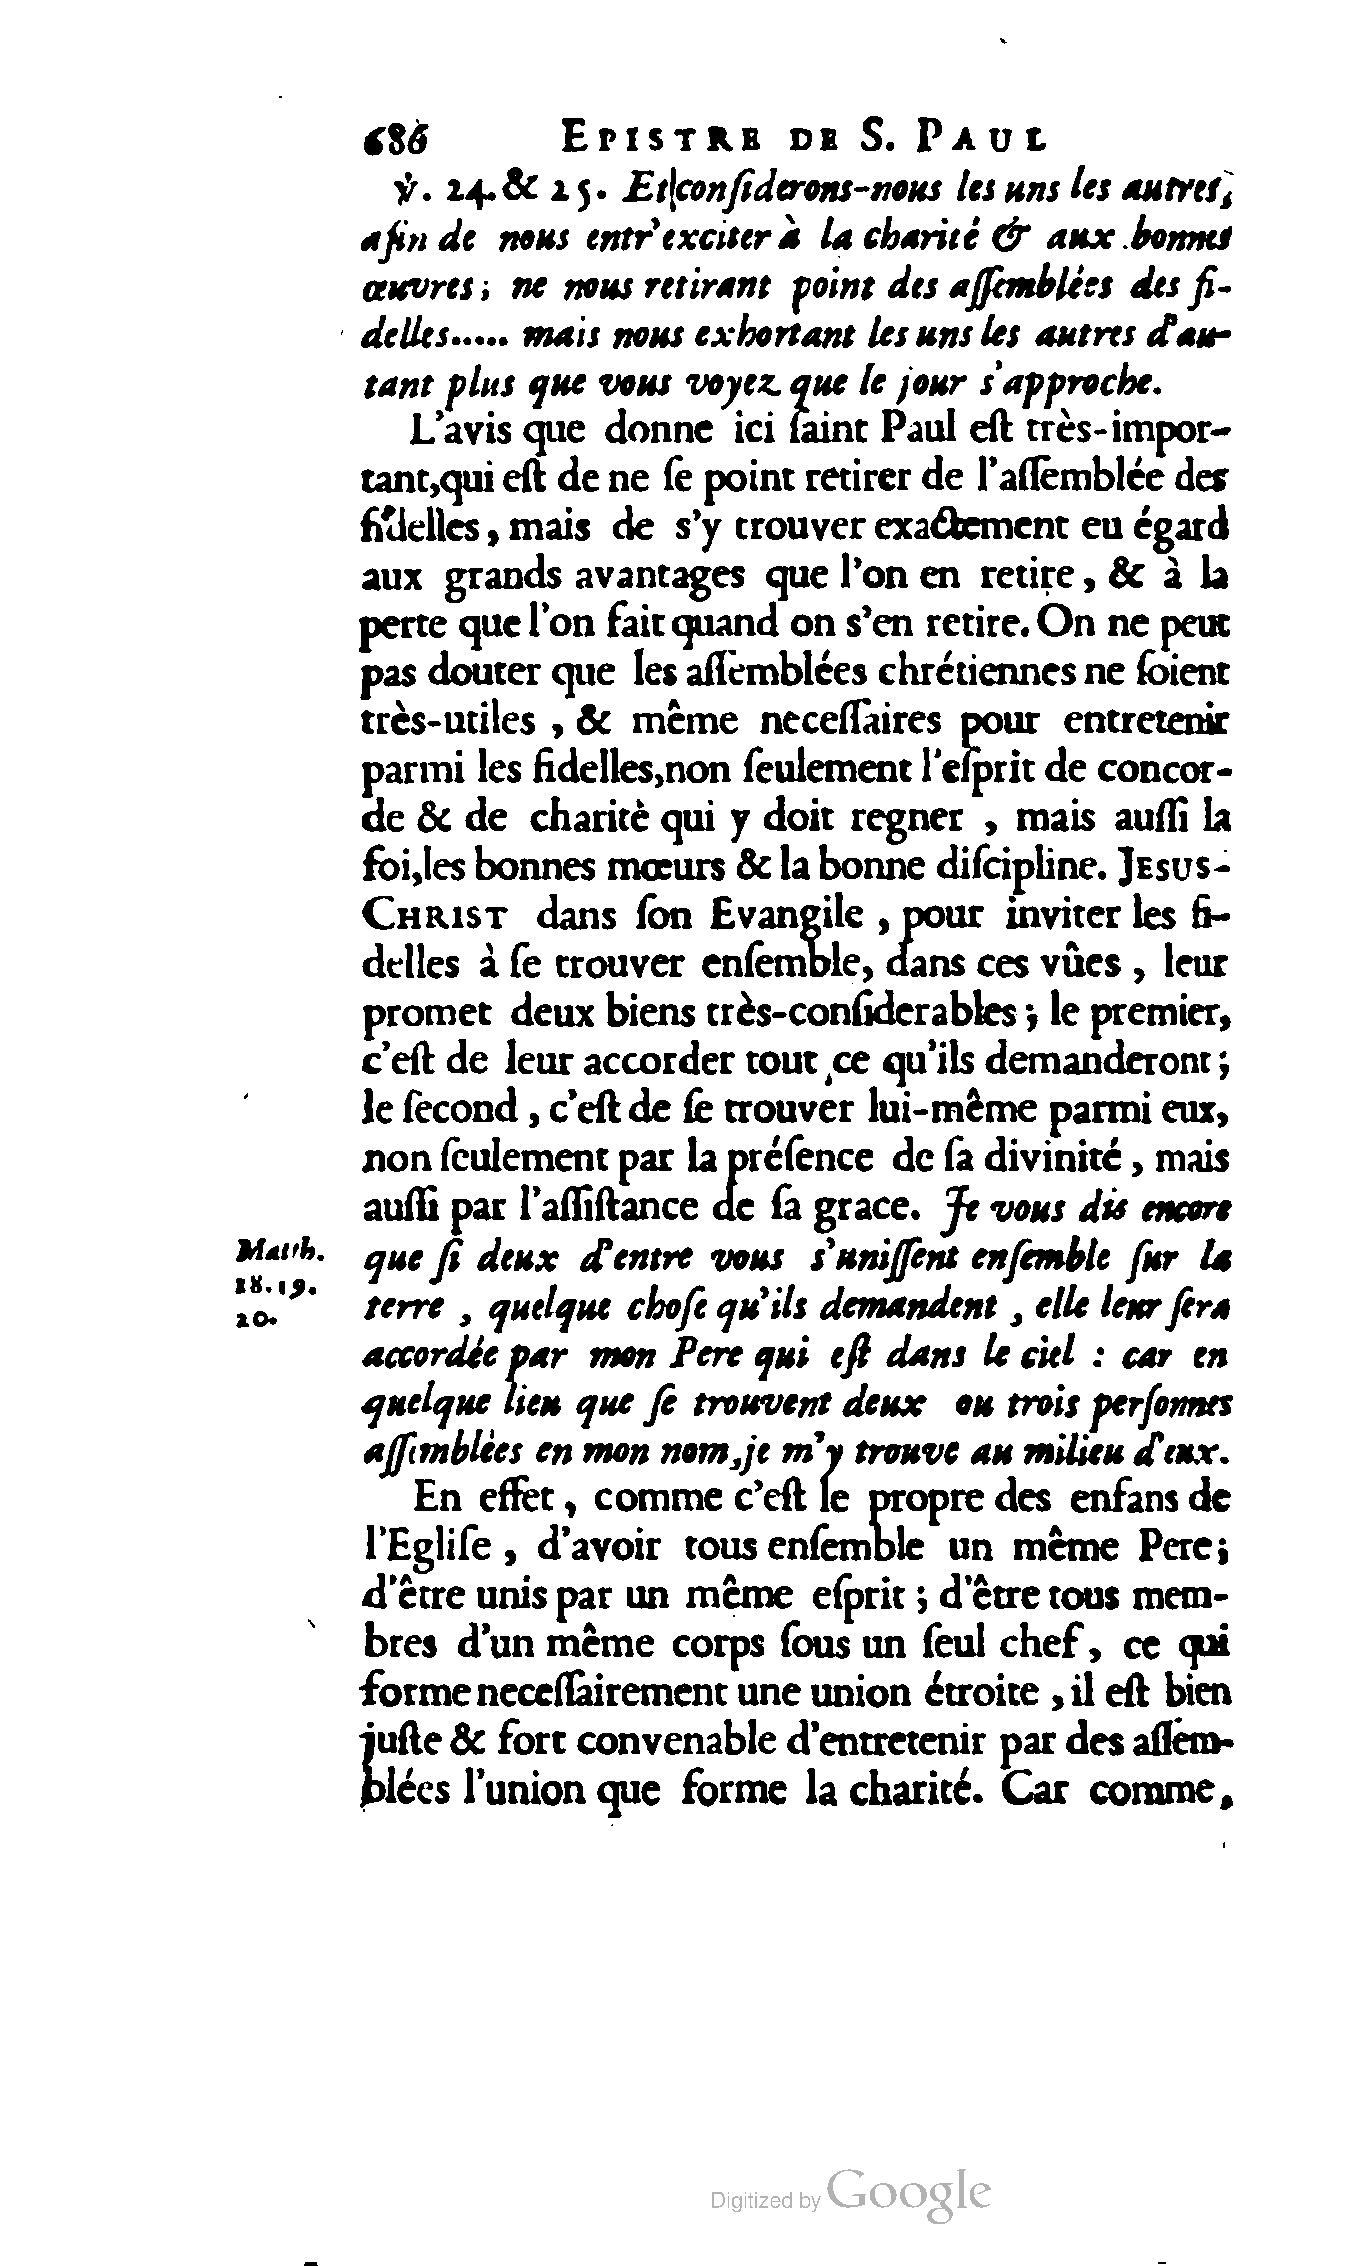 686 EPISTRE DE S. PAUL
℣. 24. & 25. Et conſiderons-nous les uns les autres,
afin de nous entr'exciter à la charité & aux bonnes
œuvres; ne nous retirant point des aſſemblées des fi-
delles..... mais nous exhortant les uns les autres d'au-
tant plus que vous voyez que le jour s'approche.
L'avis que donne ici ſaint Paul eſt très-impor-
tant,qui eſt de ne ſe point retirer de l'aſſemblée des
fidelles, mais de s'y trouver exactement eu égard
aux grands avantages que l'on en retire, & à la
perte que l'on fait quand on s'en retire. On ne peut
pas douter que les aſſemblées chrétiennes ne ſoient
très-utiles, & même neceſſaires pour entretenir
parmi les fidelles,non ſeulement l'eſprit de concor-
de & de charitè qui y doit regner, mais auſſi la
foi,les bonnes mœurs & la bonne diſcipline. JESUS-
CHRIST dans ſon Evangile, pour inviter les fi-
delles à ſe trouver enſemble, dans ces vûes, leur
promet deux biens très-conſiderables; le premier,
c'eſt de leur accorder tout ce qu'ils demanderont;
le ſecond, c'eſt de ſe trouver lui-même parmi eux,
non ſeulement par la préſence de ſa divinité, mais
auſſi par l'aſſiſtance de ſa grace. Je vous dis encore
Matth.
18.19.
20.
que ſi deux d'entre vous s'uniſſent enſemble ſur la
terre, quelque choſe qu'ils demandent, elle leur ſera
accordée par mon Pere qui eſt dans le ciel : car en
quelque lieu que ſe trouvent deux ou trois perſonnes
aſſemblées en mon nom,je m'y trouve au milieu d'eux.
En effet, comme c'eſt le propre des enfans de
l'Egliſe, d'avoir tous enſemble un même Pere;
d'être unis par un même eſprit; d'être tous mem-
bres d'un même corps ſous un ſeul chef, ce qui
forme neceſſairement une union étroite, il eſt bien
juſte & fort convenable d'entretenir par des aſſem-
blées l'union que forme la charité. Car comme,
Digitized by Google